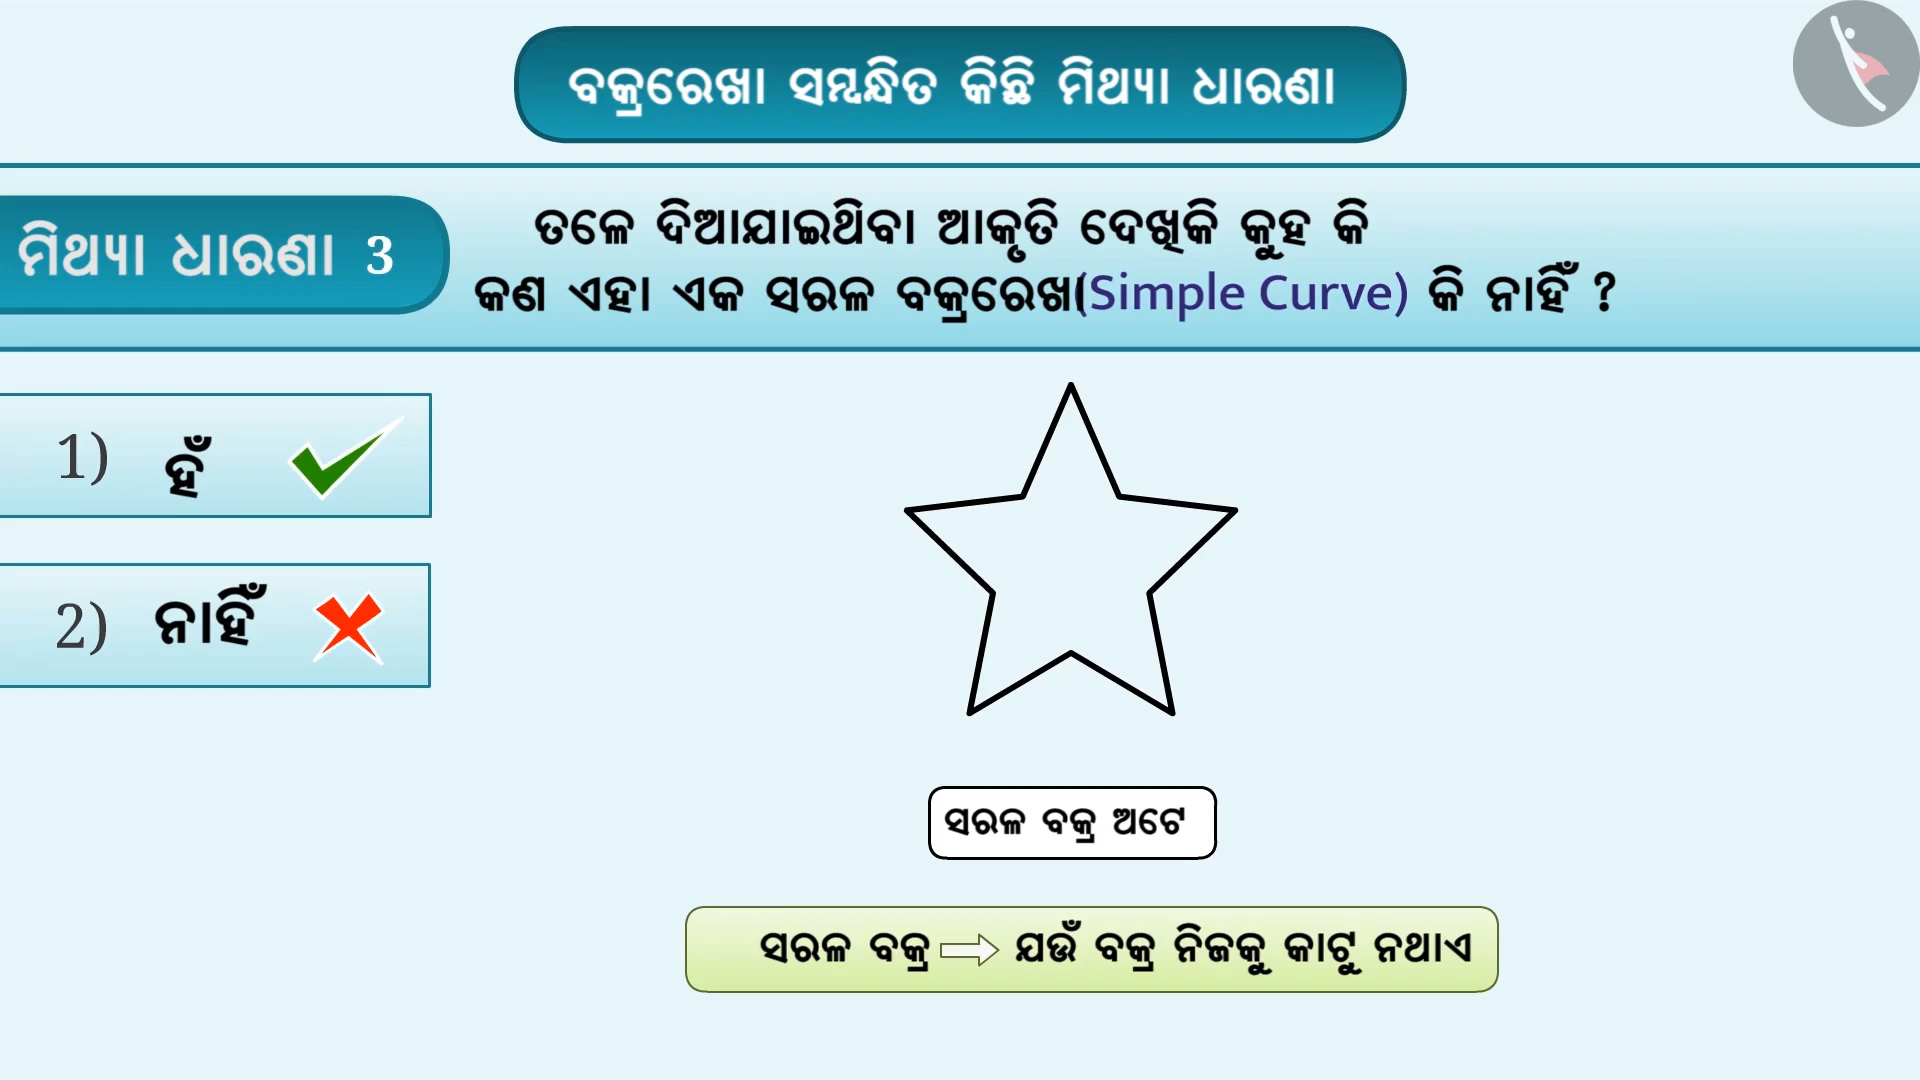 ବକ୍ରରେଖା ସମ୍ବନ୍ଧିତ କିଛି ମିଥ୍ୟା ଧାରଣା
ମିଥ୍ୟା ଧାରଣା 3
ତଳେ ଦିଆଯାଇଥିବା ଆକୃତି ଦେଖିକି କୁହ କି
କଣ ଏହା ଏକ ସରଳ ବକ୍ରରେଖା(Simple Curve) କି ନାହିଁ ?
1) ହଁ
2) ନାହିଁ
ସରଳ ବକ୍ର ଅଟେ
ସରଳ ବକ୍ର ⇨ ଯଉଁ ବକ୍ର ନିଜକୁ କାଟୁ ନଥାଏ